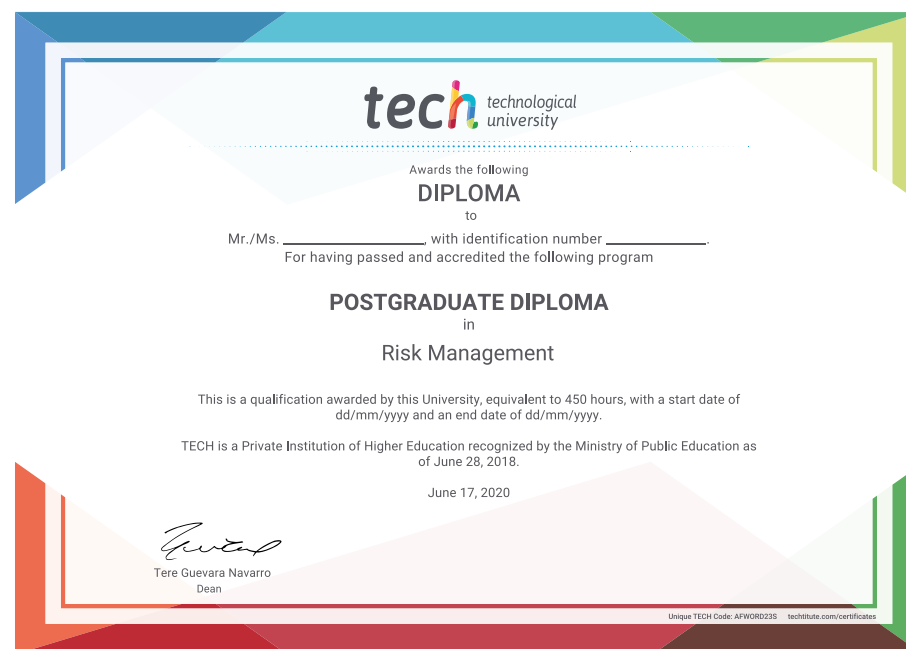 tech technological
university
Awards the following
DIPLOMA
to
Mr./Ms. ____________________, with identification number ______________.
For having passed and accredited the following program
POSTGRADUATE DIPLOMA
in
Risk Management
This is a qualification awarded by this University, equivalent to 450 hours, with a start date of
dd/mm/yyyy and an end date of dd/mm/yyyy.
TECH is a Private Institution of Higher Education recognized by the Ministry of Public Education as
of June 28, 2018.
June 17, 2020
Tere Guevara Navarro
Dean
Unique TECH Code: AFWORD23S techtitute.com/certificates